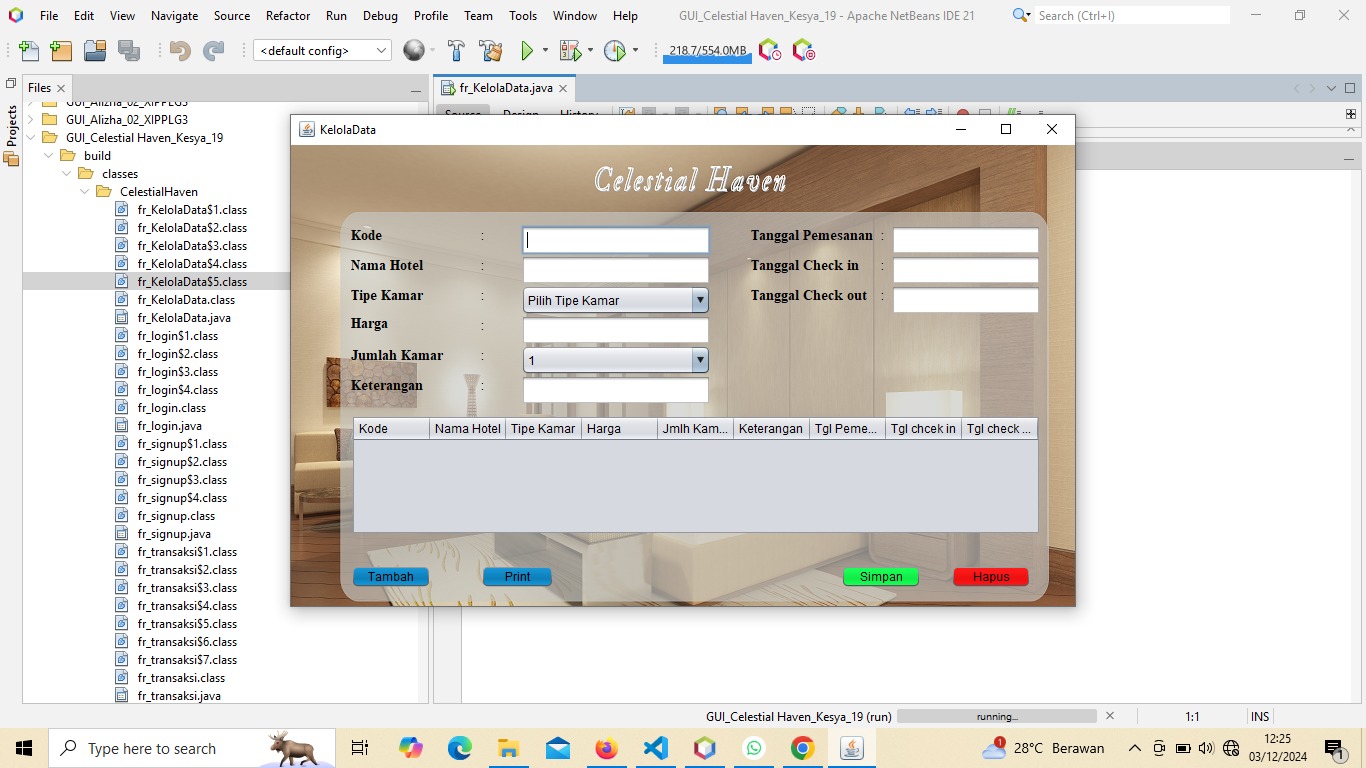 File Edit View Navigate Source Refactor Run Debug Profile Team Tools Window Help GUI_Celestial Haven_Kesya_19 - Apache NetBeans IDE 21 Search (Ctrl+I)
<default config> 218.7/554.0MB
Files fr_KelolaData.java
Projects
GUI_Alizha_02_XIPPLG3
GUI_Alizha_02_XIPPLG3
GUI_Celestial Haven_Kesya_19
build
classes
CelestialHaven
fr_KelolaData$1.class
fr_KelolaData$2.class
fr_KelolaData$3.class
fr_KelolaData$4.class
fr_KelolaData$5.class
fr_KelolaData.class
fr_KelolaData.java
fr_login$1.class
fr_login$2.class
fr_login$3.class
fr_login$4.class
fr_login.class
fr_login.java
fr_signup$1.class
fr_signup$2.class
fr_signup$3.class
fr_signup$4.class
fr_signup.class
fr_signup.java
fr_transaksi$1.class
fr_transaksi$2.class
fr_transaksi$3.class
fr_transaksi$4.class
fr_transaksi$5.class
fr_transaksi$6.class
fr_transaksi$7.class
fr_transaksi.class
fr_transaksi.java
Source Design History
KelolaData
Celestial Haven
Kode : Tanggal Pemesanan :
Nama Hotel : Tanggal Check in :
Tipe Kamar : Pilih Tipe Kamar Tanggal Check out :
Harga :
Jumlah Kamar : 1
Keterangan :
Kode Nama Hotel Tipe Kamar Harga Jmlh Kam... Keterangan Tgl Peme... Tgl chcek in Tgl check ...
Tambah Print Simpan Hapus
GUI_Celestial Haven_Kesya_19 (run) running... 1:1 INS
Type here to search 1 28°C Berawan 12:25
03/12/2024 1